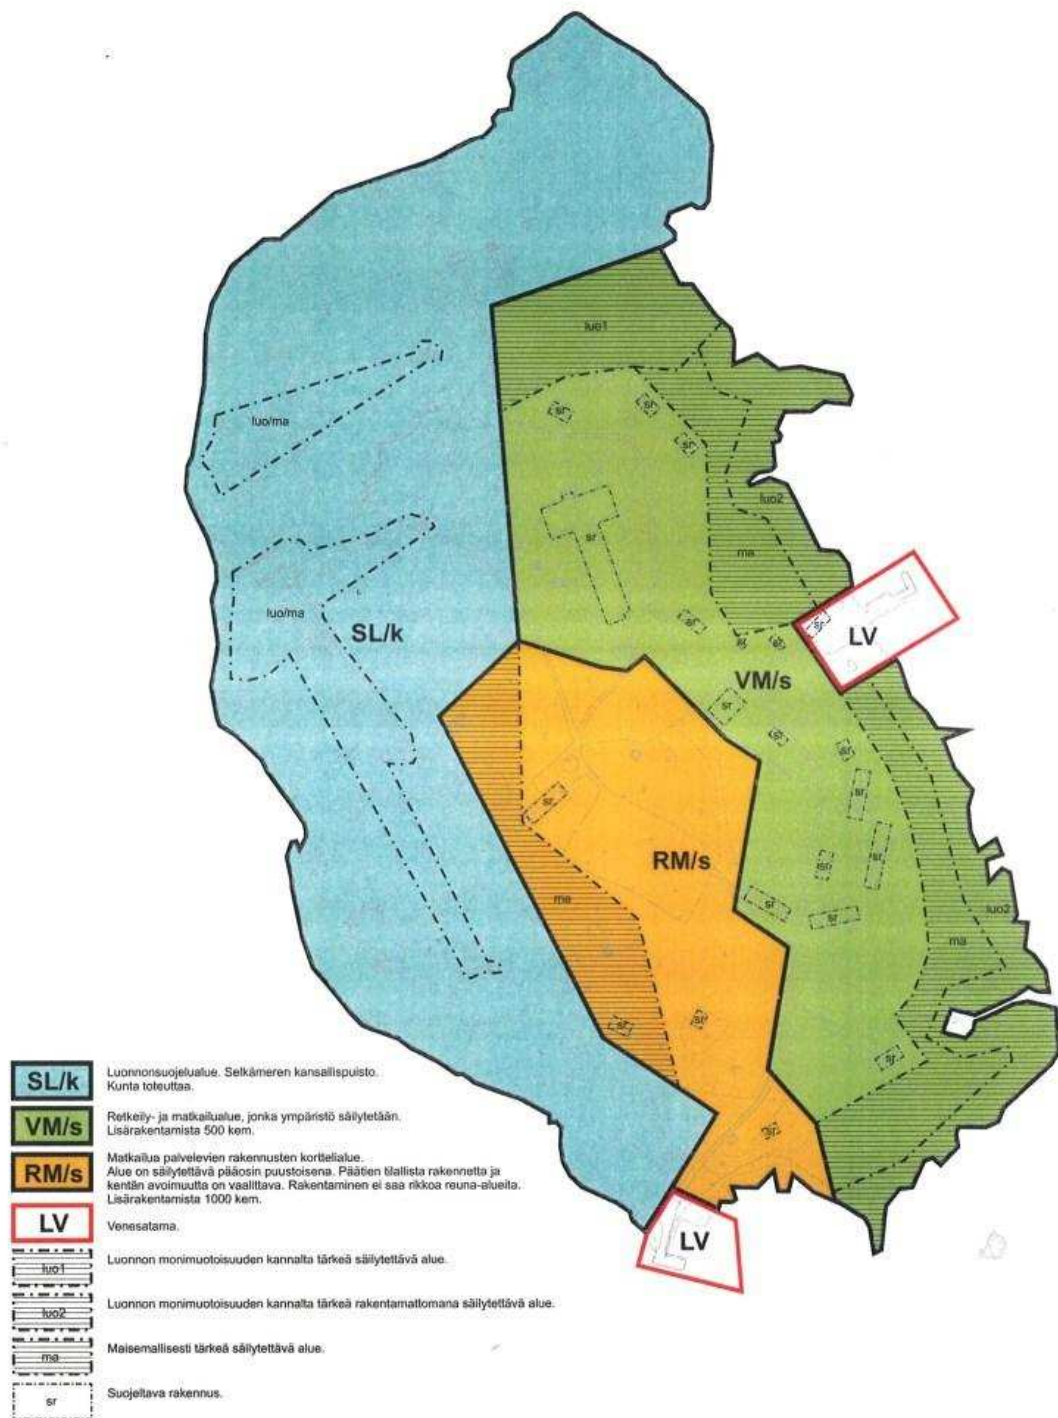 luo1
luo/ma
sr
sr
sr
luo2
sr
ma
luo/ma
SL/k
sr
sr
sr
sr
LV
VM/s
sr
sr
sr
sr
sr
RM/s
sr
sr
ma
sr
sr
luo2
ma
sr
sr
sr
sr
LV
SL/k
Luonnonsuojelualue. Selkämeren kansallispuisto.
Kunta toteuttaa.
VM/s
Retkeily- ja matkailualue, jonka ympäristö säilytetään.
Lisärakentamista 500 kem.
RM/s
Matkailua palvelevien rakennusten korttelialue.
Alue on säilytettävä pääosin puustoisena. Päätien tilallista rakennetta ja
kentän avoimuutta on vaalittava. Rakentaminen ei saa rikkoa reuna-alueita.
Lisärakentamista 1000 kem.
LV
Venesatama.
luo1
Luonnon monimuotoisuuden kannalta tärkeä säilytettävä alue.
luo2
Luonnon monimuotoisuuden kannalta tärkeä rakentamattomana säilytettävä alue.
ma
Maisemallisesti tärkeä säilytettävä alue.
sr
Suojeltava rakennus.